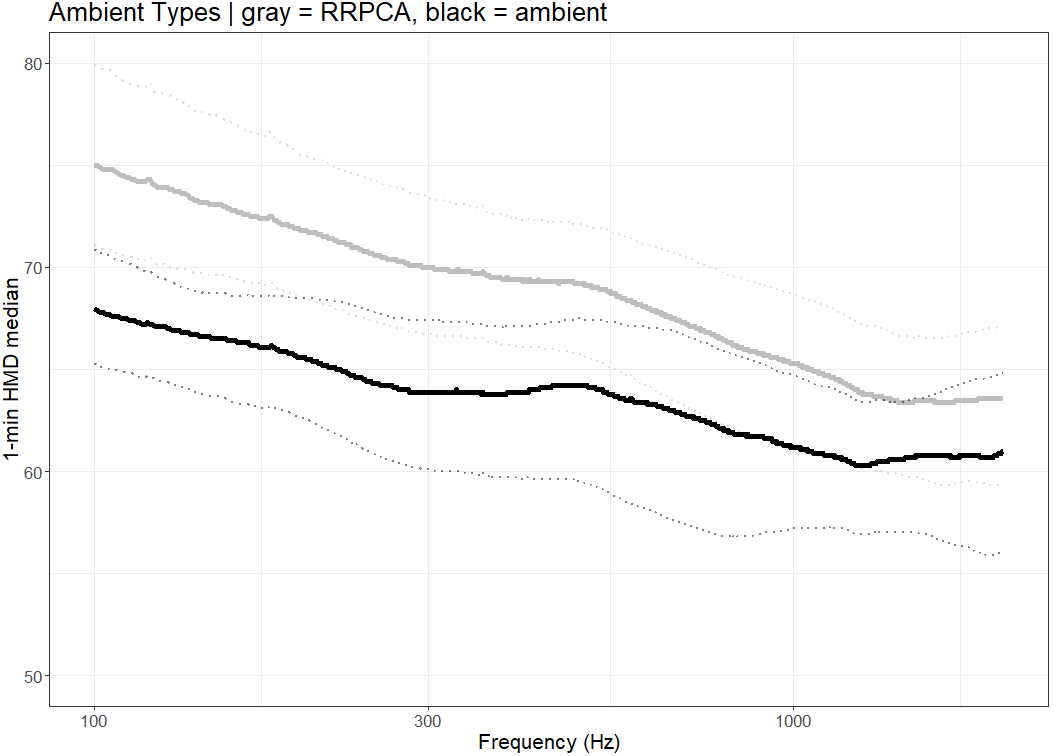 Ambient Types | gray = RRPCA, black = ambient
80
70
60
50
1-min HMD median
100
300
1000
Frequency (Hz)